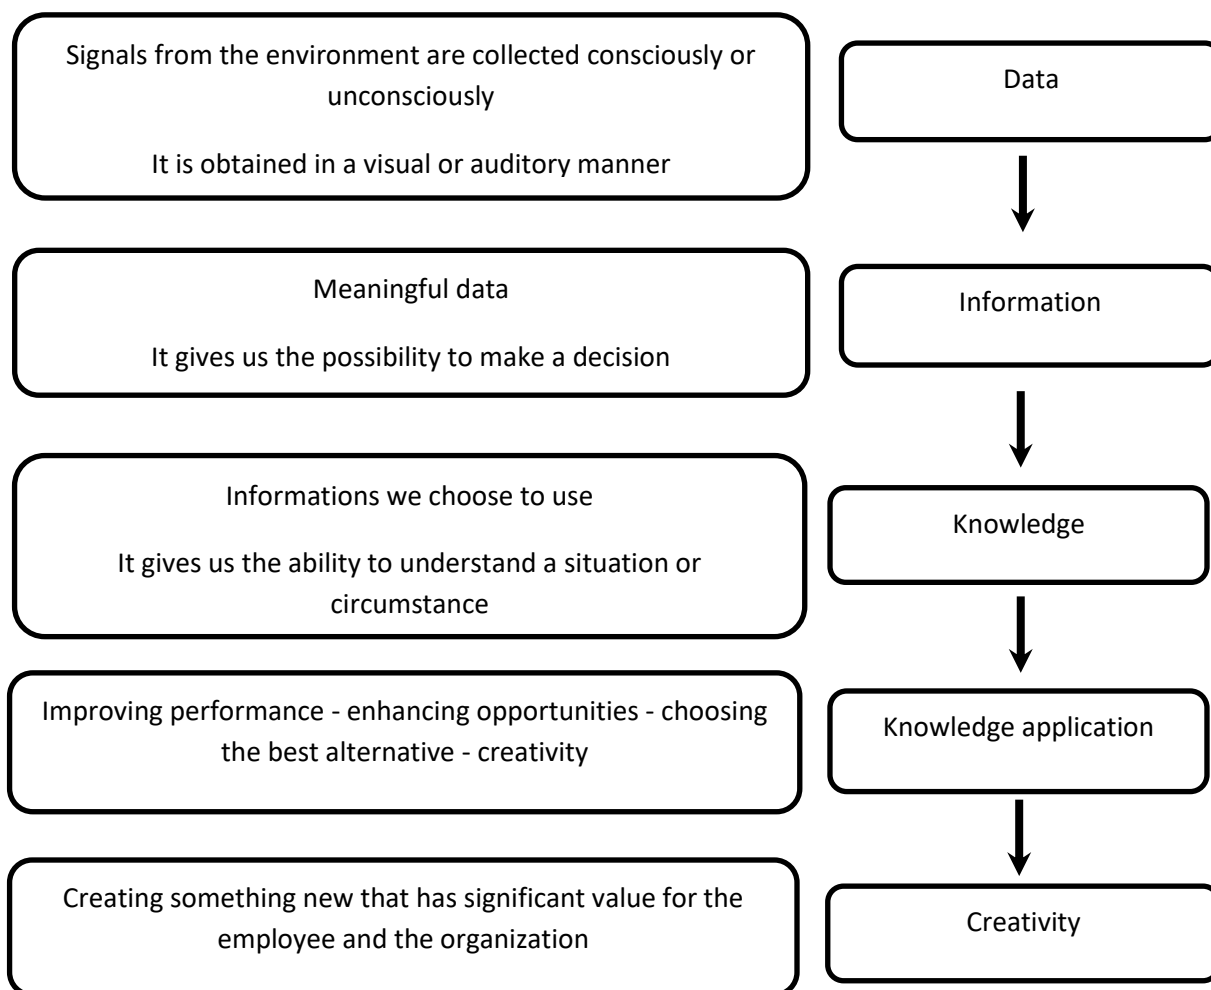 Signals from the environment are collected consciously or
unconsciously
It is obtained in a visual or auditory manner
Data
Meaningful data
It gives us the possibility to make a decision
Information
Informations we choose to use
It gives us the ability to understand a situation or
circumstance
Knowledge
Improving performance - enhancing opportunities - choosing
the best alternative - creativity
Knowledge application
Creating something new that has significant value for the
employee and the organization
Creativity